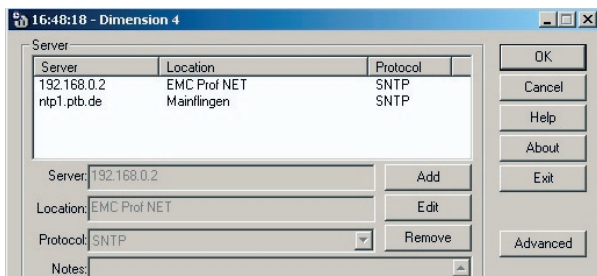 16:48:18 - Dimension 4
Server
Server Location Protocol
192.168.0.2 EMC Prof NET SNTP
ntp1.ptb.de Mainflingen SNTP
OK
Cancel
Help
About
Exit
Advanced
Server: 192.168.0.2 Add
Location: EMC Prof NET Edit
Protocol: SNTP Remove
Notes: